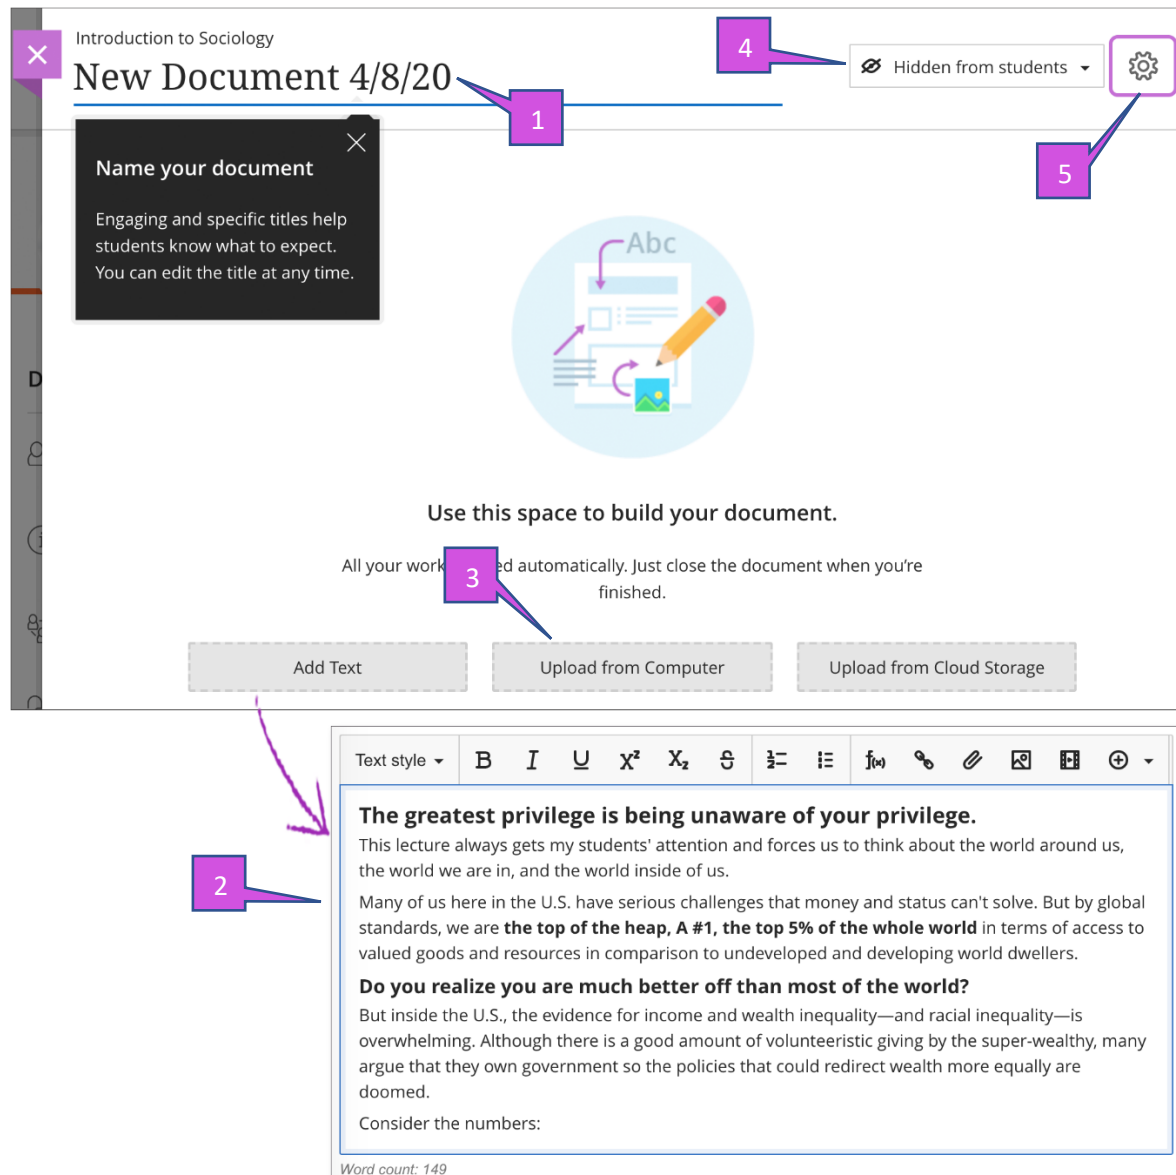 Introduction to Sociology
New Document 4/8/20
4
Hidden from students
1
5
Name your document
Engaging and specific titles help
students know what to expect.
You can edit the title at any time.
Abc
D
Use this space to build your document.
All your work ed automatically. Just close the document when you're
finished.
3
Add Text
Upload from Computer
Upload from Cloud Storage
Text style B I U X² X₂ S f(x)
The greatest privilege is being unaware of your privilege.
This lecture always gets my students' attention and forces us to think about the world around us,
the world we are in, and the world inside of us.
2
Many of us here in the U.S. have serious challenges that money and status can't solve. But by global
standards, we are the top of the heap, A #1, the top 5% of the whole world in terms of access to
valued goods and resources in comparison to undeveloped and developing world dwellers.
Do you realize you are much better off than most of the world?
But inside the U.S., the evidence for income and wealth inequality—and racial inequality—is
overwhelming. Although there is a good amount of volunteeristic giving by the super-wealthy, many
argue that they own government so the policies that could redirect wealth more equally are
doomed.
Consider the numbers:
Word count: 149